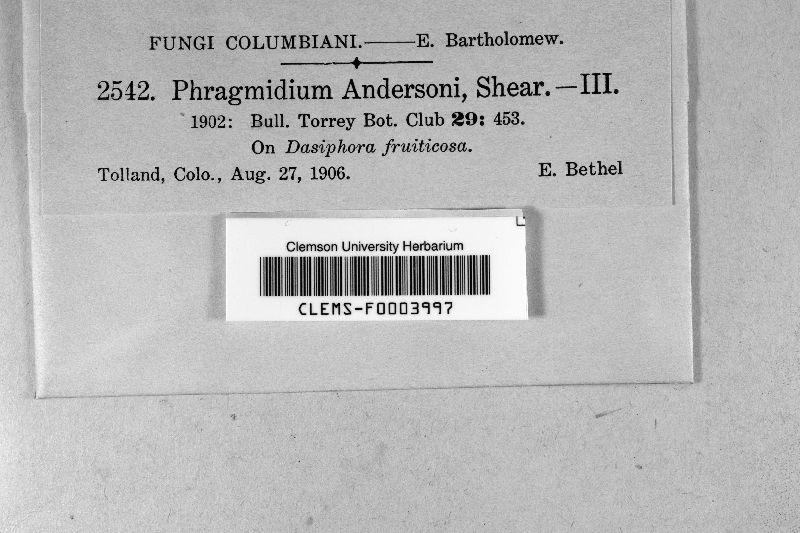 FUNGI COLUMBIANI.——E. Bartholomew.
2542. Phragmidium Andersoni, Shear.—III.
1902: Bull. Torrey Bot. Club 29: 453.
On Dasiphora fruiticosa.
Tolland, Colo., Aug. 27, 1906. E. Bethel
Clemson University Herbarium
CLEMS-F0003997